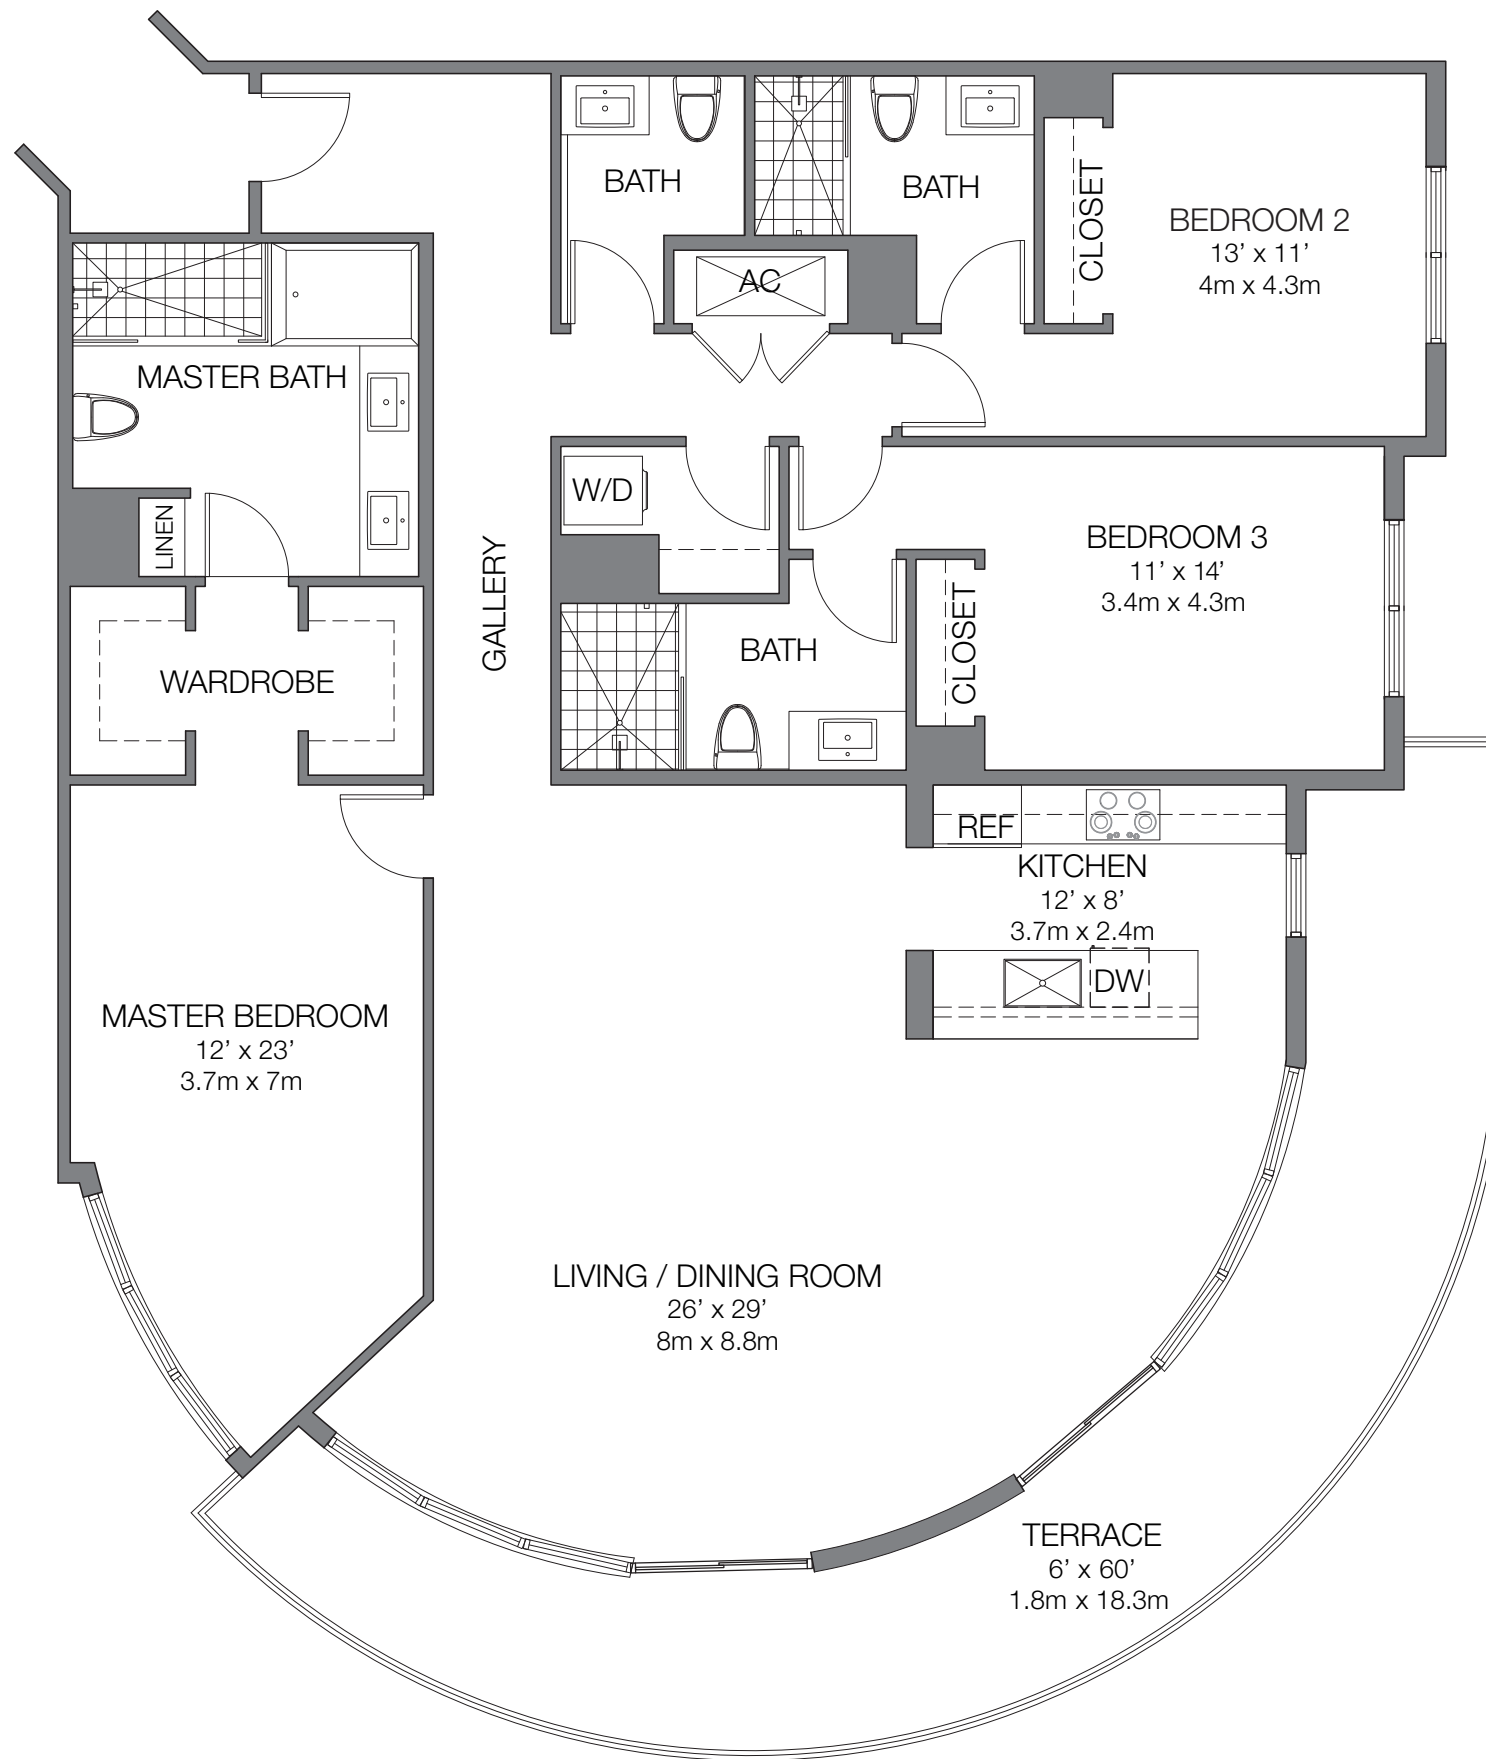 BATH
BATH
CLOSET
BEDROOM 2
13’ x 11’
4m x 4.3m
AC
MASTER BATH
LINEN
W/D
GALLERY
BEDROOM 3
11’ x 14’
3.4m x 4.3m
CLOSET
BATH
WARDROBE
REF
KITCHEN
12’ x 8’
3.7m x 2.4m
DW
MASTER BEDROOM
12’ x 23’
3.7m x 7m
LIVING / DINING ROOM
26’ x 29’
8m x 8.8m
TERRACE
6’ x 60’
1.8m x 18.3m